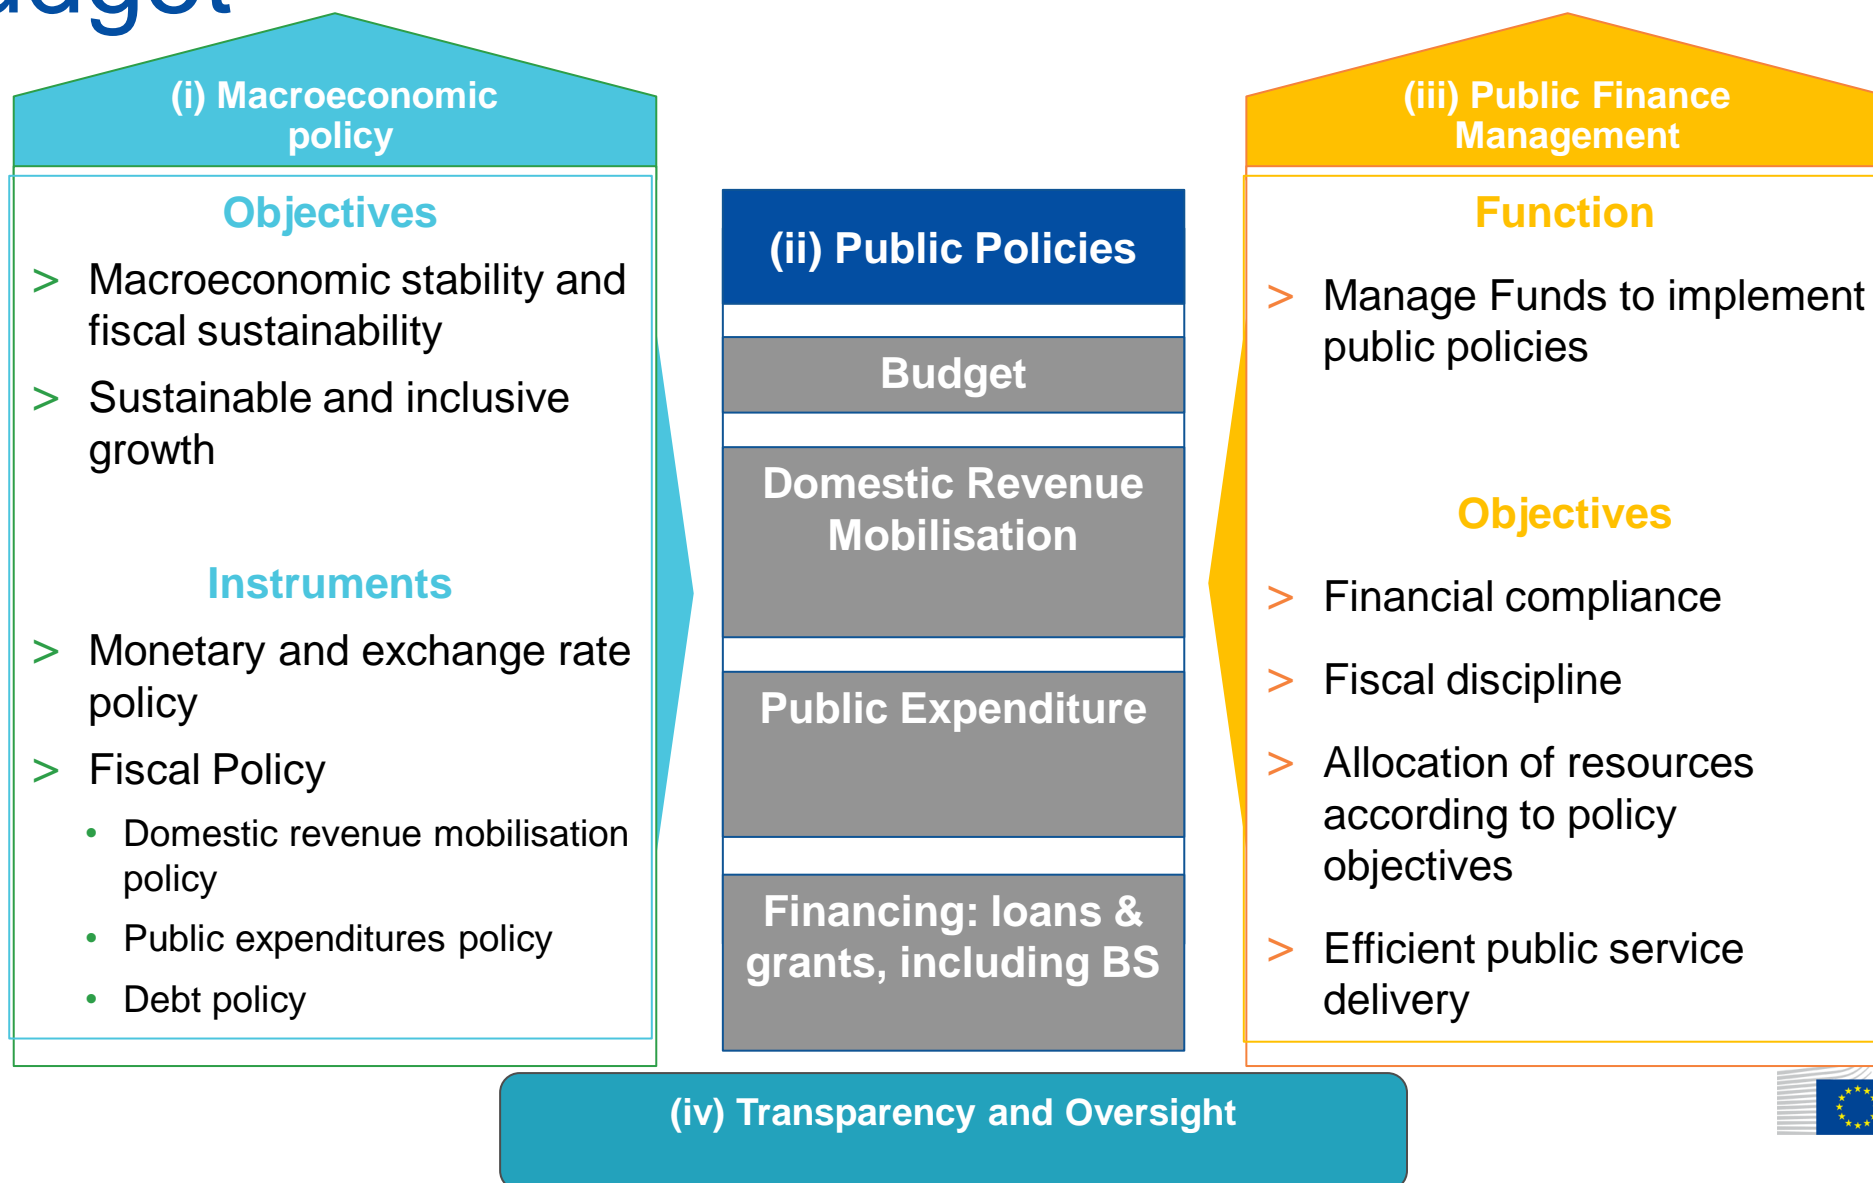 (i) Macroeconomic
policy
Objectives
> Macroeconomic stability and
fiscal sustainability
> Sustainable and inclusive
growth
Instruments
> Monetary and exchange rate
policy
> Fiscal Policy
• Domestic revenue mobilisation
policy
• Public expenditures policy
• Debt policy
(ii) Public Policies
Budget
Domestic Revenue
Mobilisation
Public Expenditure
Financing: loans &
grants, including BS
(iii) Public Finance
Management
Function
> Manage Funds to implement
public policies
Objectives
> Financial compliance
> Fiscal discipline
> Allocation of resources
according to policy
objectives
> Efficient public service
delivery
(iv) Transparency and Oversight